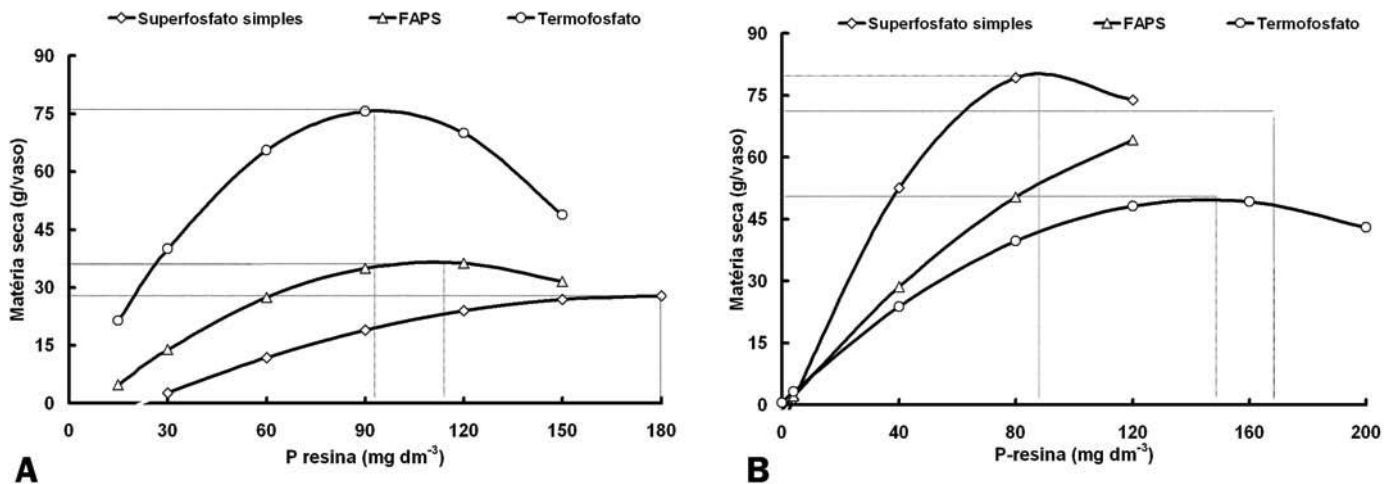 Superfosfato simples FAPS Termofosfato
90
75
60
45
30
15
0
Matéria seca (g/vaso)
0 30 60 90 120 150 180
P resina (mg dm⁻³)
A
Superfosfato simples FAPS Termofosfato
90
75
60
45
30
15
0
Matéria seca (g/vaso)
0 40 80 120 160 200
P-resina (mg dm⁻³)
B